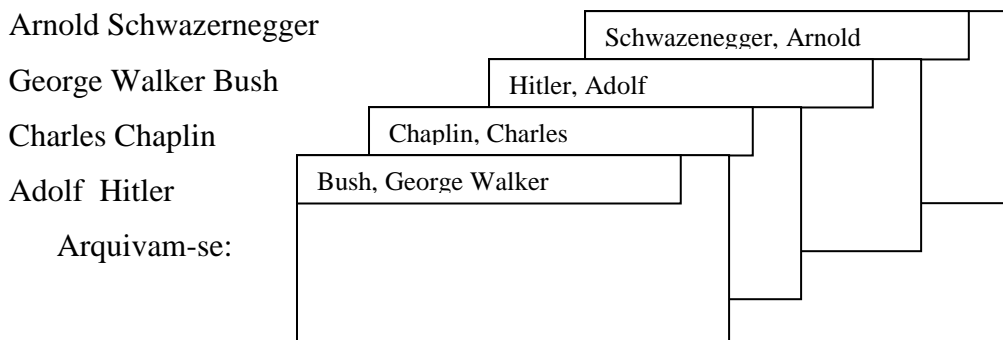 Arnold Schwazernegger
Schwazenegger, Arnold
George Walker Bush
Hitler, Adolf
Charles Chaplin
Chaplin, Charles
Adolf Hitler
Bush, George Walker
Arquivam-se: